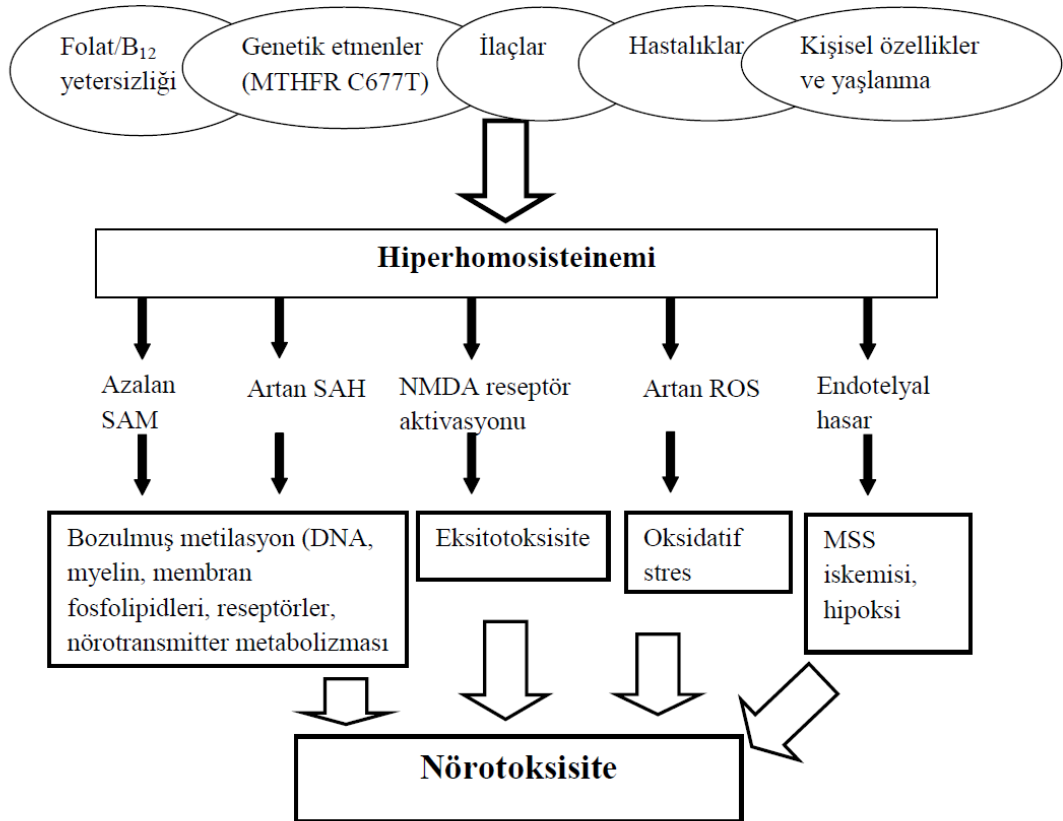 Folat/B₁₂
yetersizliği
Genetik etmenler
(MTHFR C677T)
İlaçlar
Hastalıklar
Kişisel özellikler
ve yaşlanma
Hiperhomosisteinemi
Azalan
SAM
Artan SAH
NMDA reseptör
aktivasyonu
Artan ROS
Endotelyal
hasar
Bozulmuş metilasyon (DNA,
myelin, membran
fosfolipidleri, reseptörler,
nörotransmitter metabolizması
Eksitotoksisite
Oksidatif
stres
MSS
iskemisi,
hipoksi
Nörotoksisite